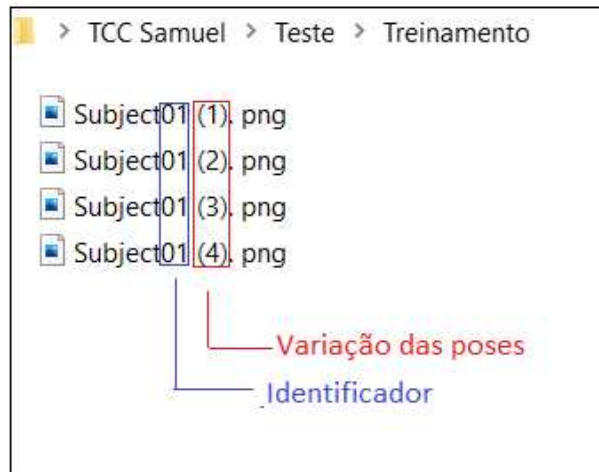 > TCC Samuel > Teste > Treinamento
Subject01 (1). png
Subject01 (2). png
Subject01 (3). png
Subject01 (4). png
Variação das poses
Identificador